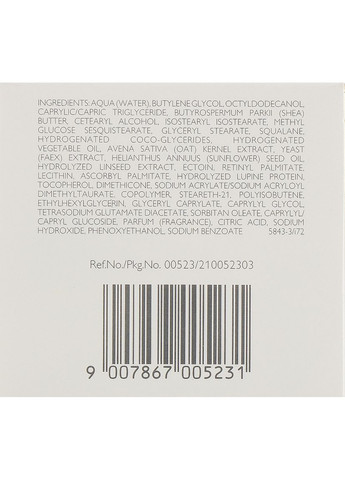 INGREDIENTS: AQUA (WATER), BUTYLENE GLYCOL, OCTYLDODECANOL,
CAPRYLIC/CAPRIC TRIGLYCERIDE, BUTYROSPERMUM PARKII (SHEA)
BUTTER, CETEARYL ALCOHOL, ISOSTEARYL ISOSTEARATE, METHYL
GLUCOSE SESQUISTEARATE, GLYCERYL STEARATE, SQUALANE,
HYDROGENATED COCO-GLYCERIDES, HYDROGENATED
VEGETABLE OIL, AVENA SATIVA (OAT) KERNEL EXTRACT, YEAST
(FAEX) EXTRACT, HELIANTHUS ANNUUS (SUNFLOWER) SEED OIL,
HYDROLYZED LINSEED EXTRACT, ECTOIN, RETINYL PALMITATE,
LECITHIN, ASCORBYL PALMITATE, HYDROLYZED LUPINE PROTEIN,
TOCOPHEROL, DIMETHICONE, SODIUM ACRYLATE/SODIUM ACRYLOYL
DIMETHYLTAURATE, COPOLYMER, STEARETH-21, POLYISOBUTENE,
ETHYLHEXYLGLYCERIN, GLYCERYL CAPRYLATE, CAPRYLYL GLYCOL,
TETRASODIUM GLUTAMATE DIACETATE, SORBITAN OLEATE, CAPRYLYL/
CAPRYL GLUCOSIDE, PARFUM (FRAGRANCE), CITRIC ACID, SODIUM
HYDROXIDE, PHENOXYETHANOL, SODIUM BENZOATE 5843-3/i72
Ref.No./Pkg.No. 00523/210052303
9 007867 005231